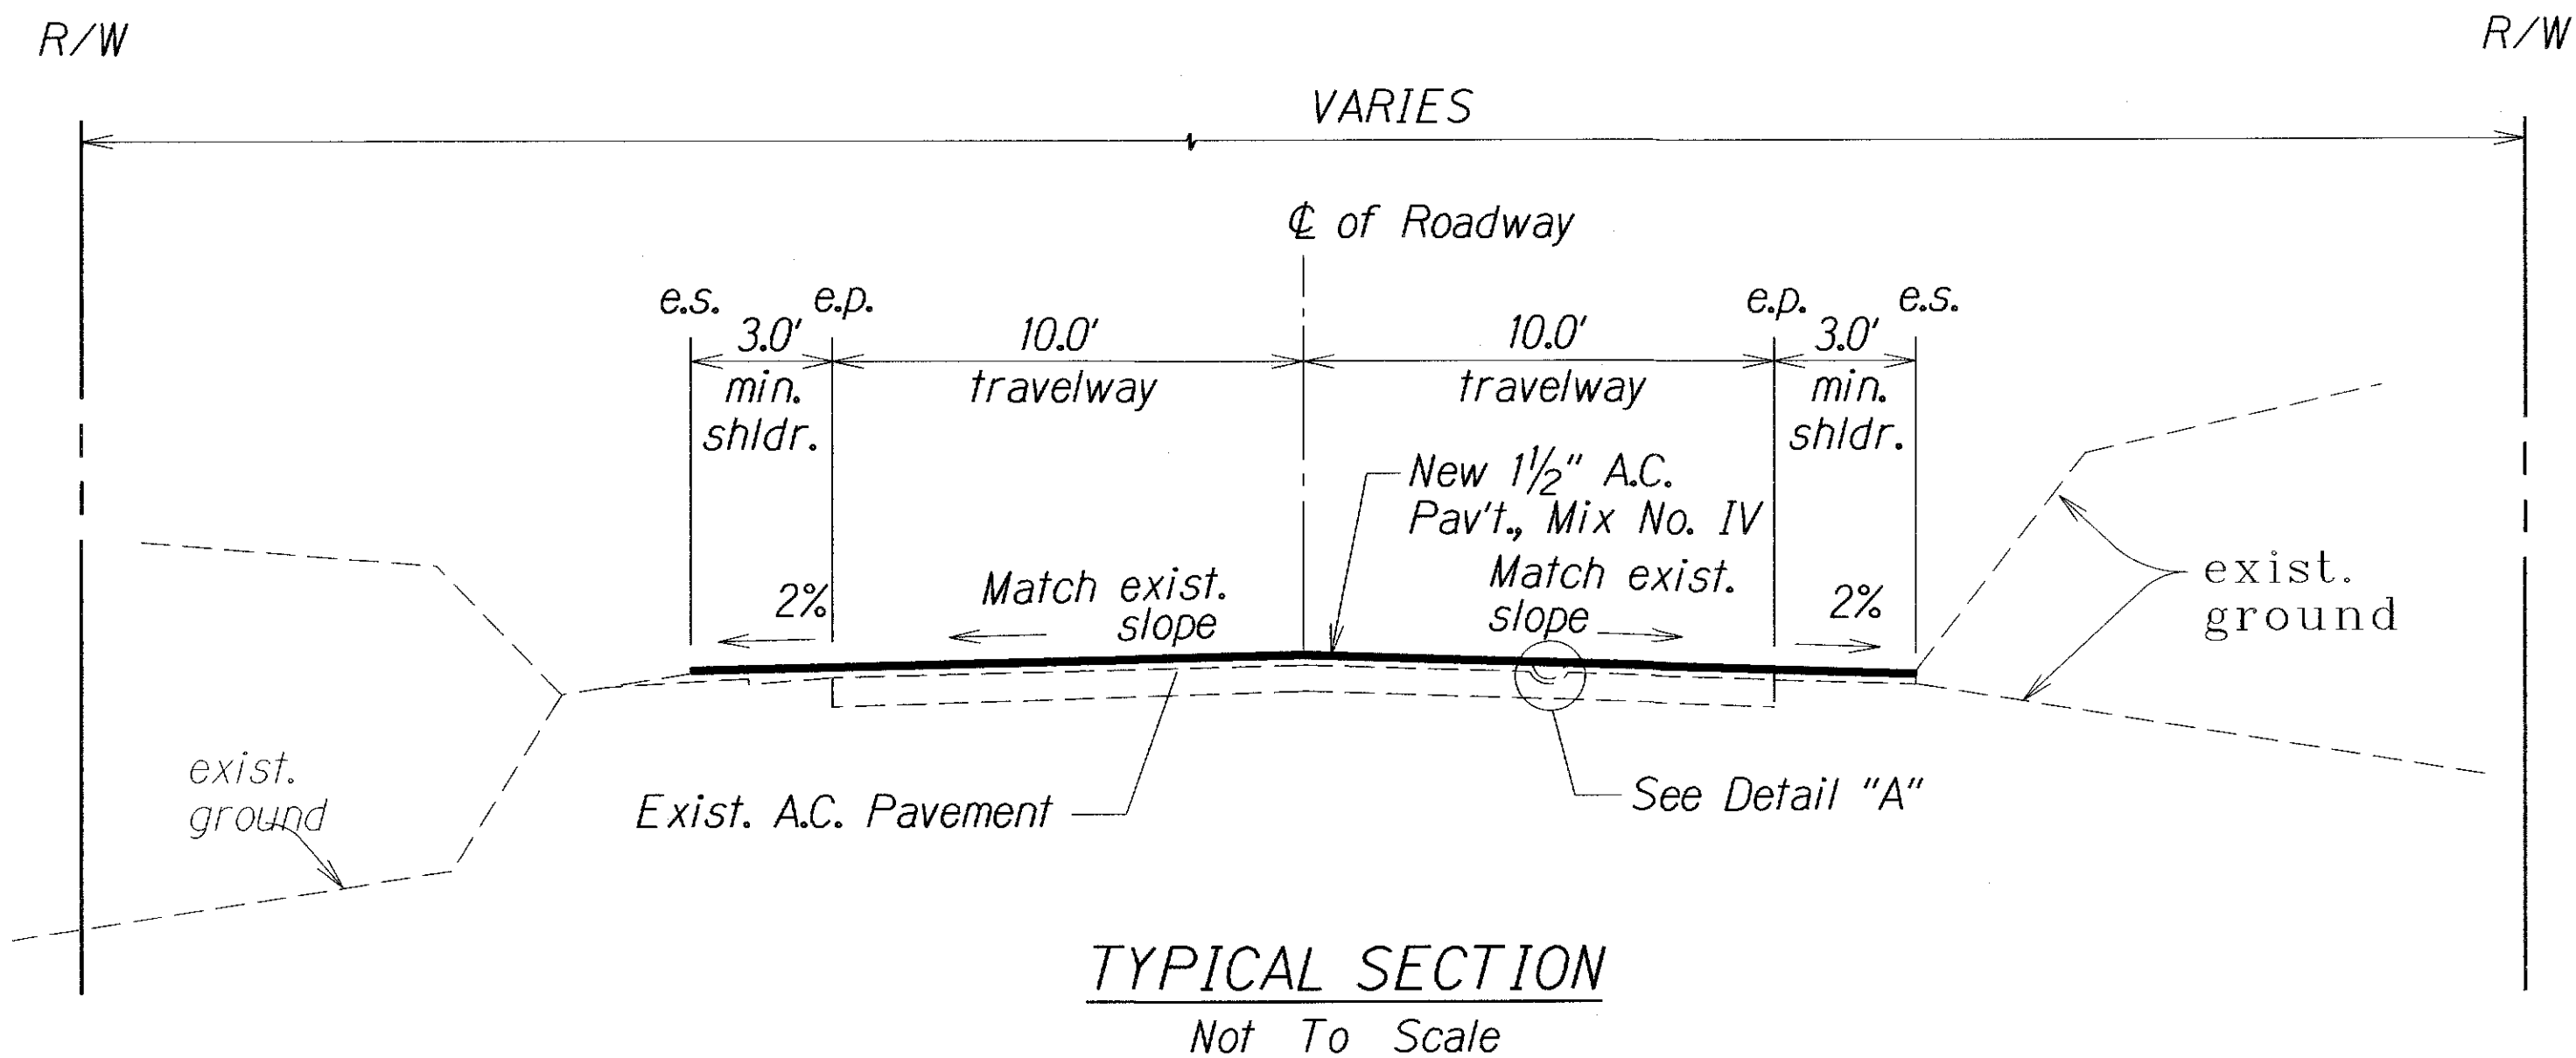 R/W
R/W
VARIES
℄ of Roadway
e.s.
e.p.
e.p.
e.s.
3.0'
10.0'
10.0'
3.0'
min.
travelway
travelway
min.
shldr.
shldr.
New 1½" A.C.
Pav't., Mix No. IV
2%
Match exist.
slope
Match exist.
slope
2%
exist.
ground
exist.
ground
Exist. A.C. Pavement
See Detail "A"
TYPICAL SECTION
Not To Scale